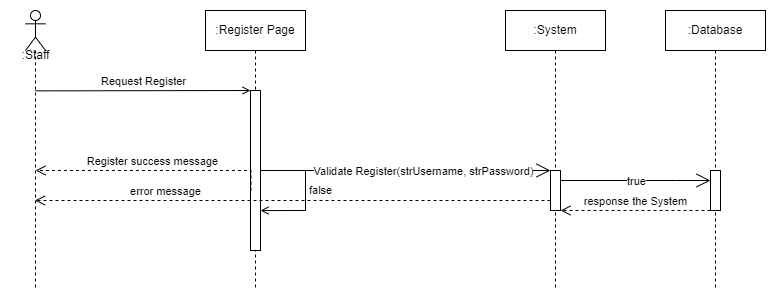 :Staff
:Register Page
:System
:Database
Request Register
Register success message
Validate Register(strUsername, strPassword)
true
error message
false
response the System